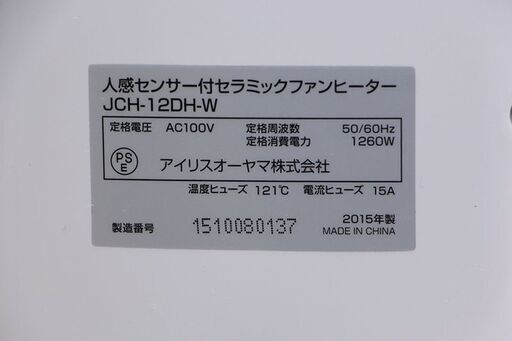 人感センサー付セラミックファンヒーター
JCH-12DH-W
定格電圧 AC100V 定格周波数 50/60Hz
定格消費電力 1260W
PS
E
アイリスオーヤマ株式会社
温度ヒューズ 121℃ 電流ヒューズ 15A
製造番号 1510080137
2015年製
MADE IN CHINA